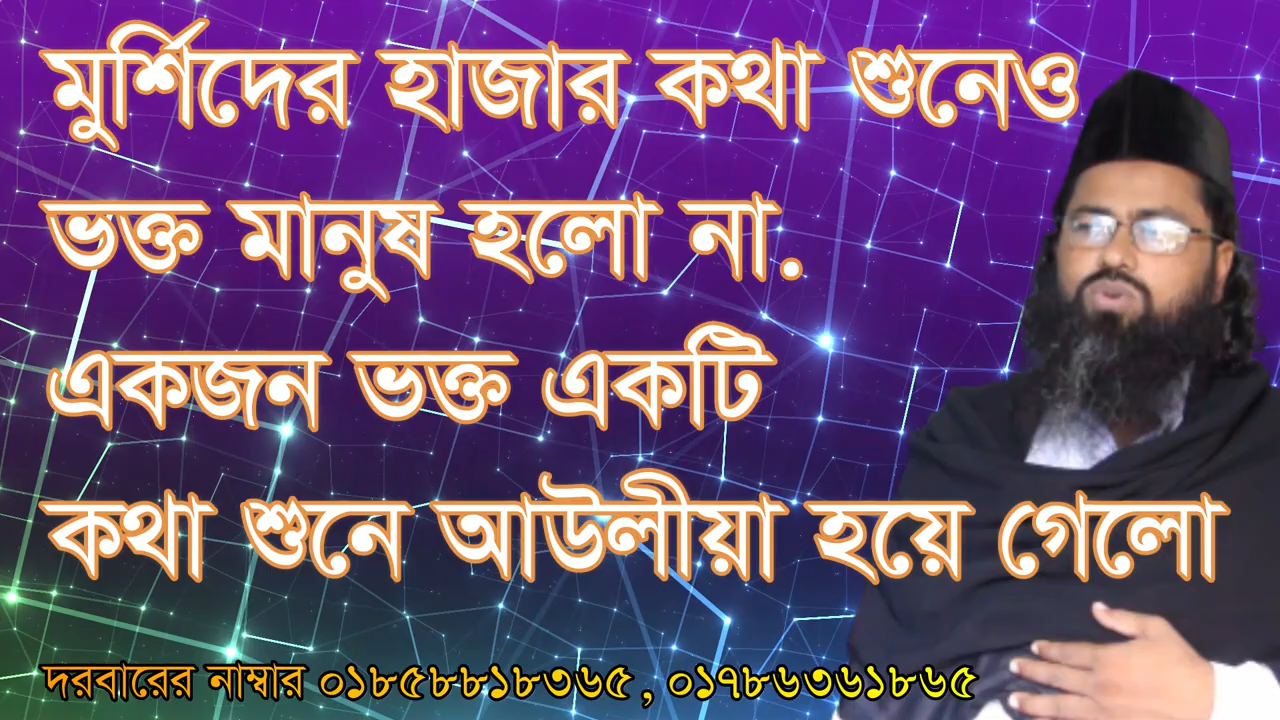 মুর্শিদের হাজার কথা শুনেও
ভক্ত মানুষ হলো না.
একজন ভক্ত একটি
কথা শুনে আউলীয়া হয়ে গেলো
দরবারের নাম্বার ০১৮৫৮৮১৮৩৬৫, ০১৭৮৬৩৬১৮৬৫